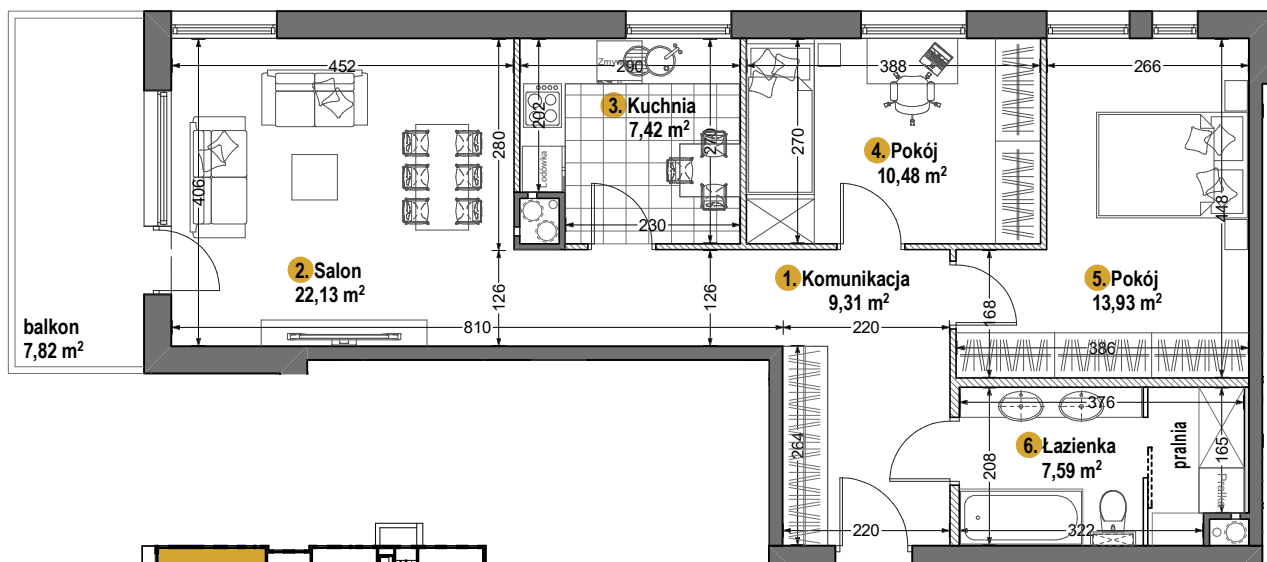 452
290
388
266
Zmyw
202
3. Kuchnia
7,42 m²
270
280
270
4. Pokój
10,48 m²
Lodówka
406
448
230
2. Salon
22,13 m²
126
126
1. Komunikacja
9,31 m²
168
5. Pokój
13,93 m²
balkon
7,82 m²
810
220
386
376
264
208
6. Łazienka
7,59 m²
pralnia
165
Pralka
220
322